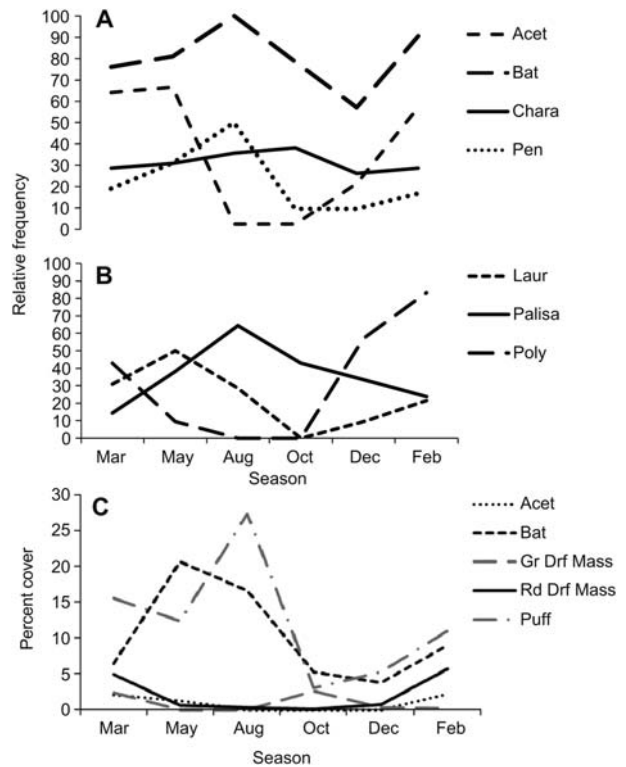 A
100
90
80
70
60
50
40
30
20
10
0
Acet
Bat
Chara
Pen
Relative frequency
B
100
90
80
70
60
50
40
30
20
10
0
Laur
Palisa
Poly
Mar May Aug Oct Dec Feb
Season
C
30
25
20
15
10
5
0
Percent cover
Acet
Bat
Gr Drf Mass
Rd Drf Mass
Puff
Mar May Aug Oct Dec Feb
Season